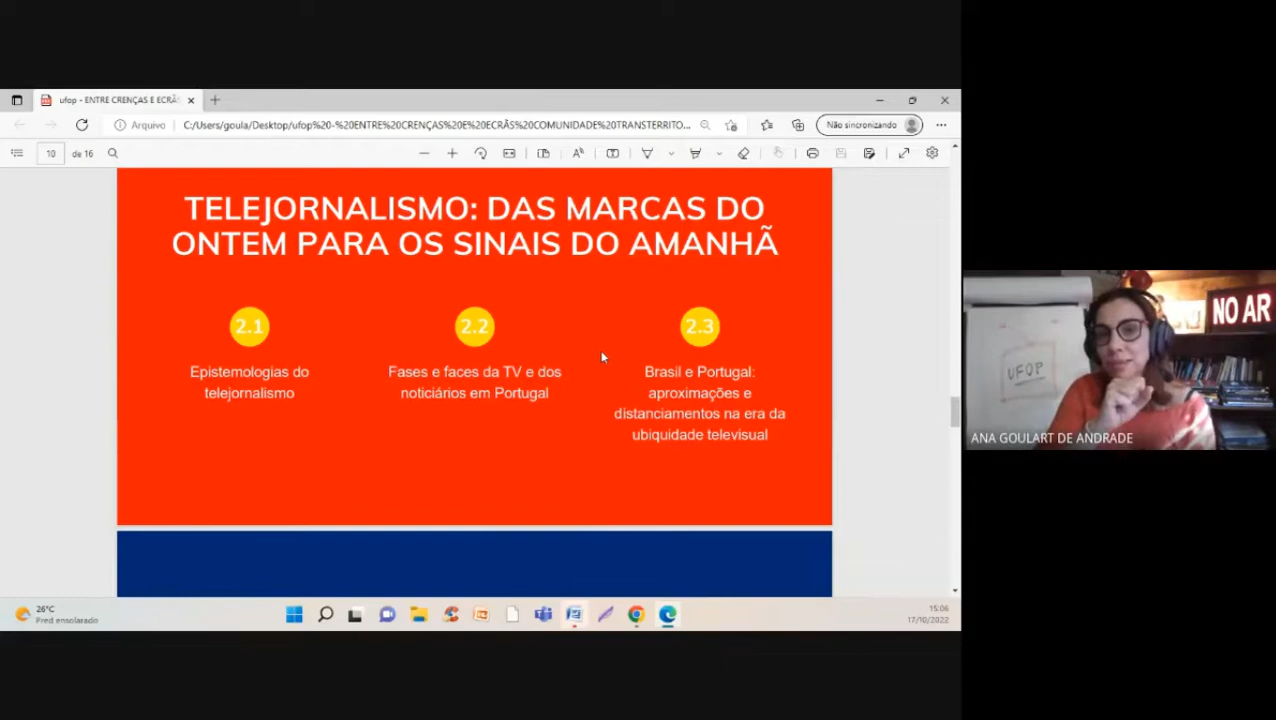 ufop - ENTRE CRENÇAS E ECRÃS
Arquivo
C:/Users/goula/Desktop/ufop%20-%20ENTRE%20CRENÇAS%20E%20ECRÃS%20COMUNIDADE%20TRANSTERRITO...
Não sincronizando
10
de 16
TELEJORNALISMO: DAS MARCAS DO
ONTEM PARA OS SINAIS DO AMANHÃ
2.1
2.2
2.3
Epistemologias do
telejornalismo
Fases e faces da TV e dos
noticiários em Portugal
Brasil e Portugal:
aproximações e
distanciamentos na era da
ubiquidade televisual
NO AR
UFOP
ANA GOULART DE ANDRADE
26°C
Pred ensolarado
15:06
17/10/2022